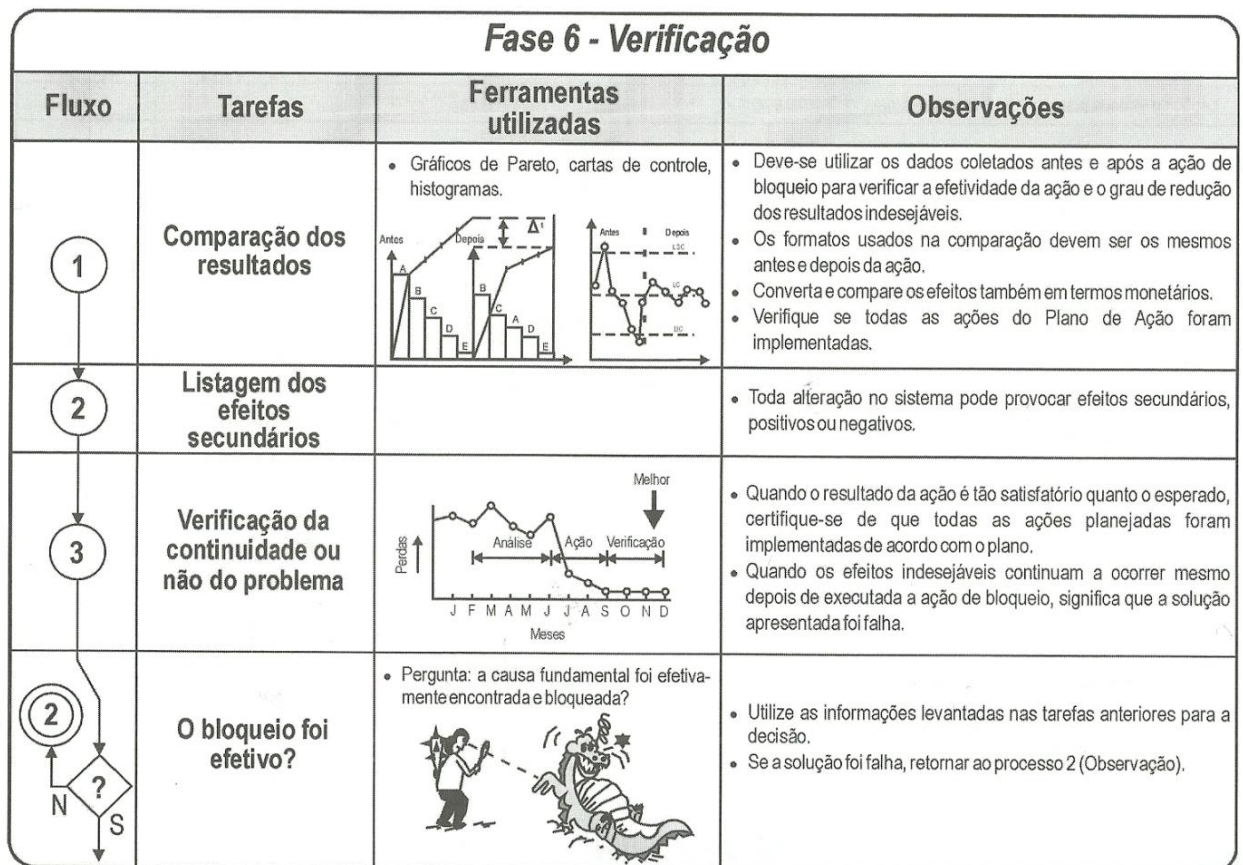 Fase 6 - Verificação
Fluxo
Tarefas
Ferramentas
utilizadas
Observações
1
Comparação dos
resultados
• Gráficos de Pareto, cartas de controle,
histogramas.
Antes
Depois
Δ
A
B
C
D
E
B
C
A
D
E
Antes
Depois
LSC
LC
• Deve-se utilizar os dados coletados antes e após a ação de
bloqueio para verificar a efetividade da ação e o grau de redução
dos resultados indesejáveis.
• Os formatos usados na comparação devem ser os mesmos
antes e depois da ação.
• Converta e compare os efeitos também em termos monetários.
• Verifique se todas as ações do Plano de Ação foram
implementadas.
2
Listagem dos
efeitos
secundários
• Toda alteração no sistema pode provocar efeitos secundários,
positivos ou negativos.
3
Verificação da
continuidade ou
não do problema
Melhor
Perdas
Análise
Ação
Verificação
J F M A M J J A S O N D
Meses
• Quando o resultado da ação é tão satisfatório quanto o esperado,
certifique-se de que todas as ações planejadas foram
implementadas de acordo com o plano.
• Quando os efeitos indesejáveis continuam a ocorrer mesmo
depois de executada a ação de bloqueio, significa que a solução
apresentada foi falha.
2
?
N
S
O bloqueio foi
efetivo?
• Pergunta: a causa fundamental foi efetiva-
mente encontrada e bloqueada?
• Utilize as informações levantadas nas tarefas anteriores para a
decisão.
• Se a solução foi falha, retornar ao processo 2 (Observação).